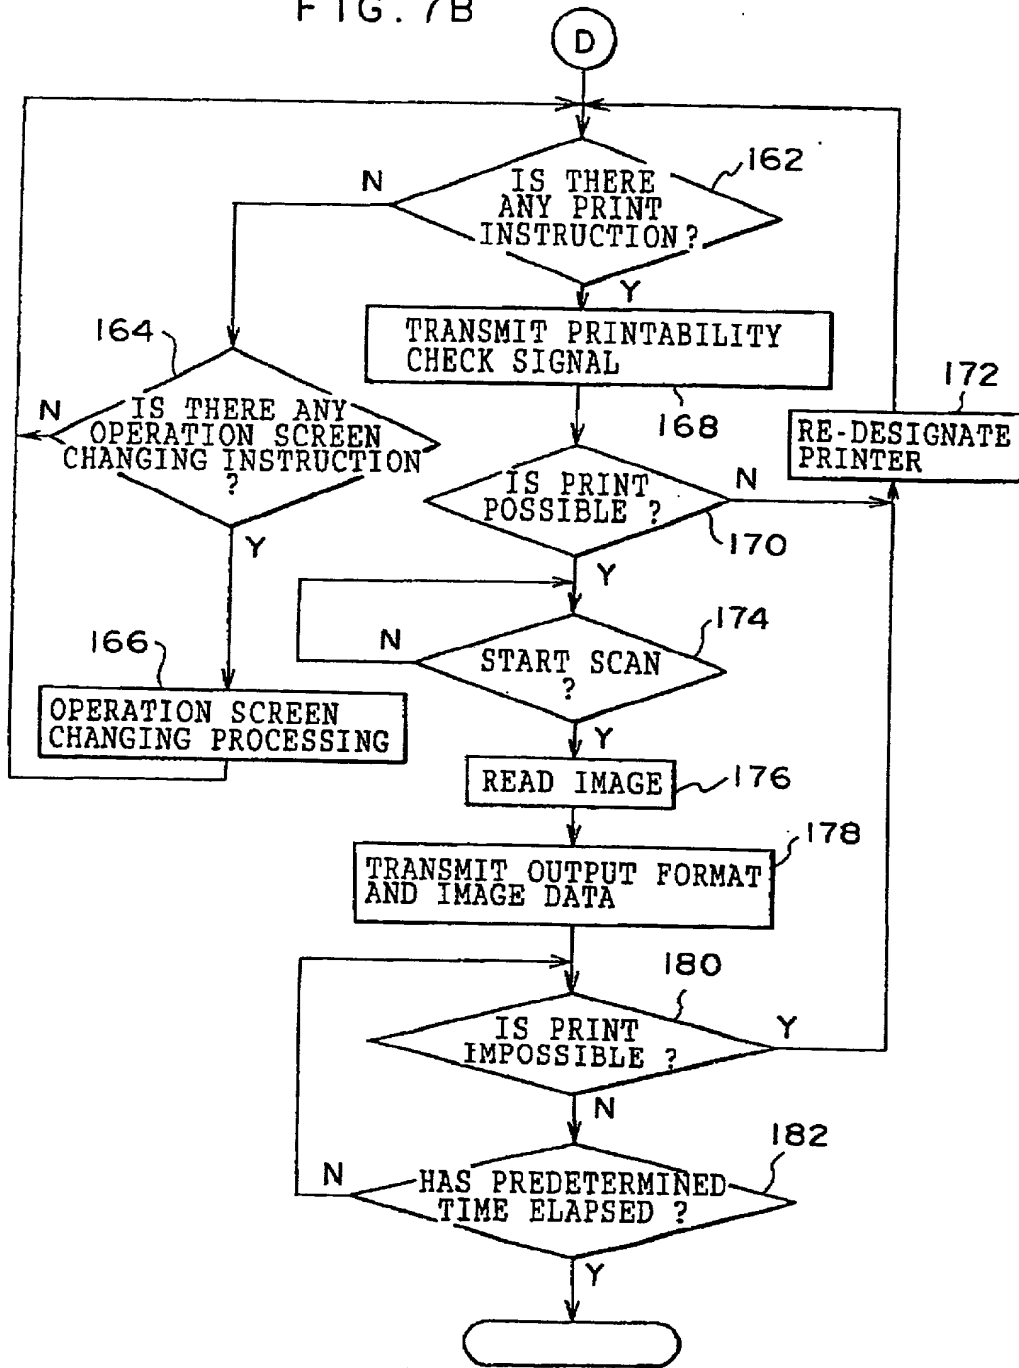 FIG. 7B
D
162
N
IS THERE
ANY PRINT
INSTRUCTION?
Y
164
TRANSMIT PRINTABILITY
CHECK SIGNAL
168
172
N
IS THERE ANY
OPERATION SCREEN
CHANGING INSTRUCTION
?
Y
RE-DESIGNATE
PRINTER
IS PRINT
POSSIBLE ?
N
170
Y
166
174
N
START SCAN
?
Y
OPERATION SCREEN
CHANGING PROCESSING
READ IMAGE
176
178
TRANSMIT OUTPUT FORMAT
AND IMAGE DATA
180
IS PRINT
IMPOSSIBLE ?
Y
N
182
N
HAS PREDETERMINED
TIME ELAPSED ?
Y